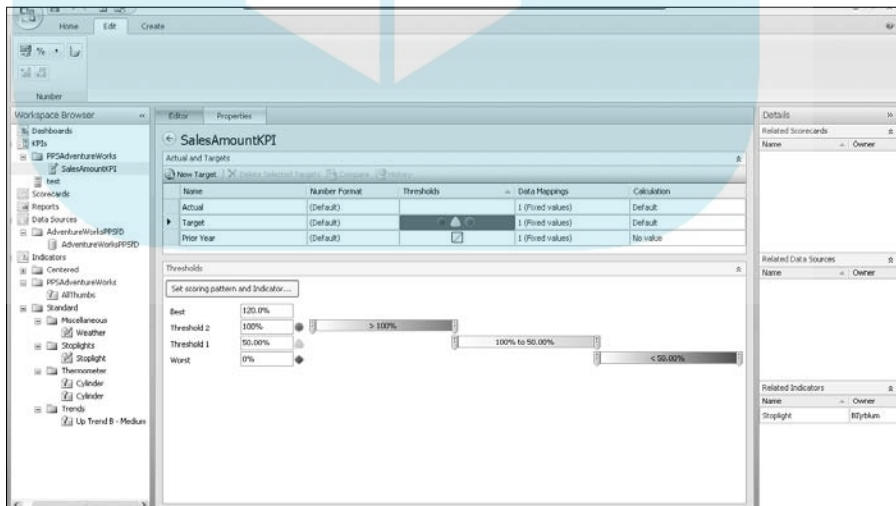 Home Edit Create
Number
Workspace Browser
Dashboards
KPIs
PPSAdventureWorks
SalesAmountKPI
test
Scorecards
Reports
Data Sources
AdventureWorksPPSfD
AdventureWorksPPSfD
Indicators
Centered
PPSAdventureWorks
AllThumbs
Standard
Miscellaneous
Weather
Stoplights
Stoplight
Thermometer
Cylinder
Cylinder
Trends
Up Trend B - Medium
Editor Properties
SalesAmountKPI
Actual and Targets
New Target Delete Selected Targets Compare History
Name Number Format Thresholds Data Mappings Calculation
Actual (Default) 1 (Fixed values) Default
Target (Default) 1 (Fixed values) Default
Prior Year (Default) 1 (Fixed values) No value
Thresholds
Set scoring pattern and Indicator...
Best 120.0%
Threshold 2 100% > 100%
Threshold 1 50.00% 100% to 50.00%
Worst 0% < 50.00%
Details
Related Scorecards
Name Owner
Related Data Sources
Name Owner
Related Indicators
Name Owner
Stoplight